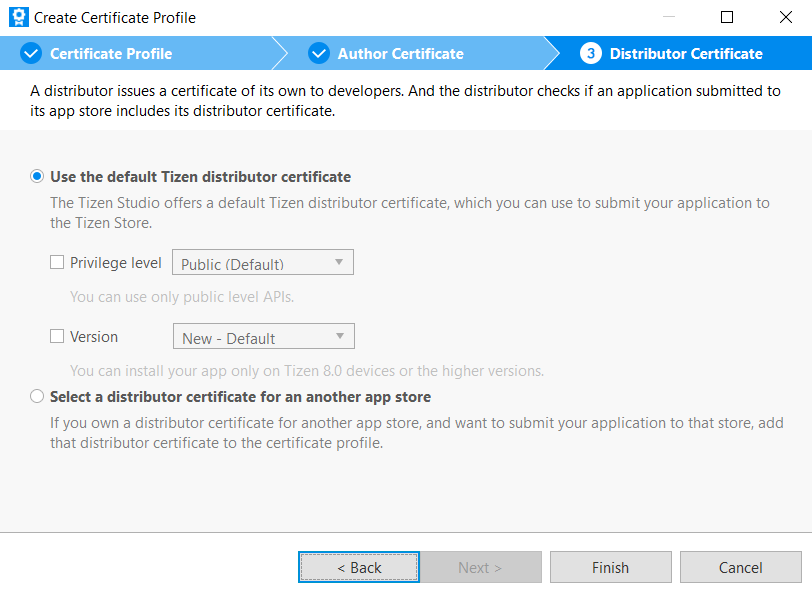 Create Certificate Profile
Certificate Profile
Author Certificate
3 Distributor Certificate
A distributor issues a certificate of its own to developers. And the distributor checks if an application submitted to
its app store includes its distributor certificate.
Use the default Tizen distributor certificate
The Tizen Studio offers a default Tizen distributor certificate, which you can use to submit your application to
the Tizen Store.
Privilege level Public (Default)
You can use only public level APIs.
Version New - Default
You can install your app only on Tizen 8.0 devices or the higher versions.
Select a distributor certificate for an another app store
If you own a distributor certificate for another app store, and want to submit your application to that store, add
that distributor certificate to the certificate profile.
< Back Next > Finish Cancel